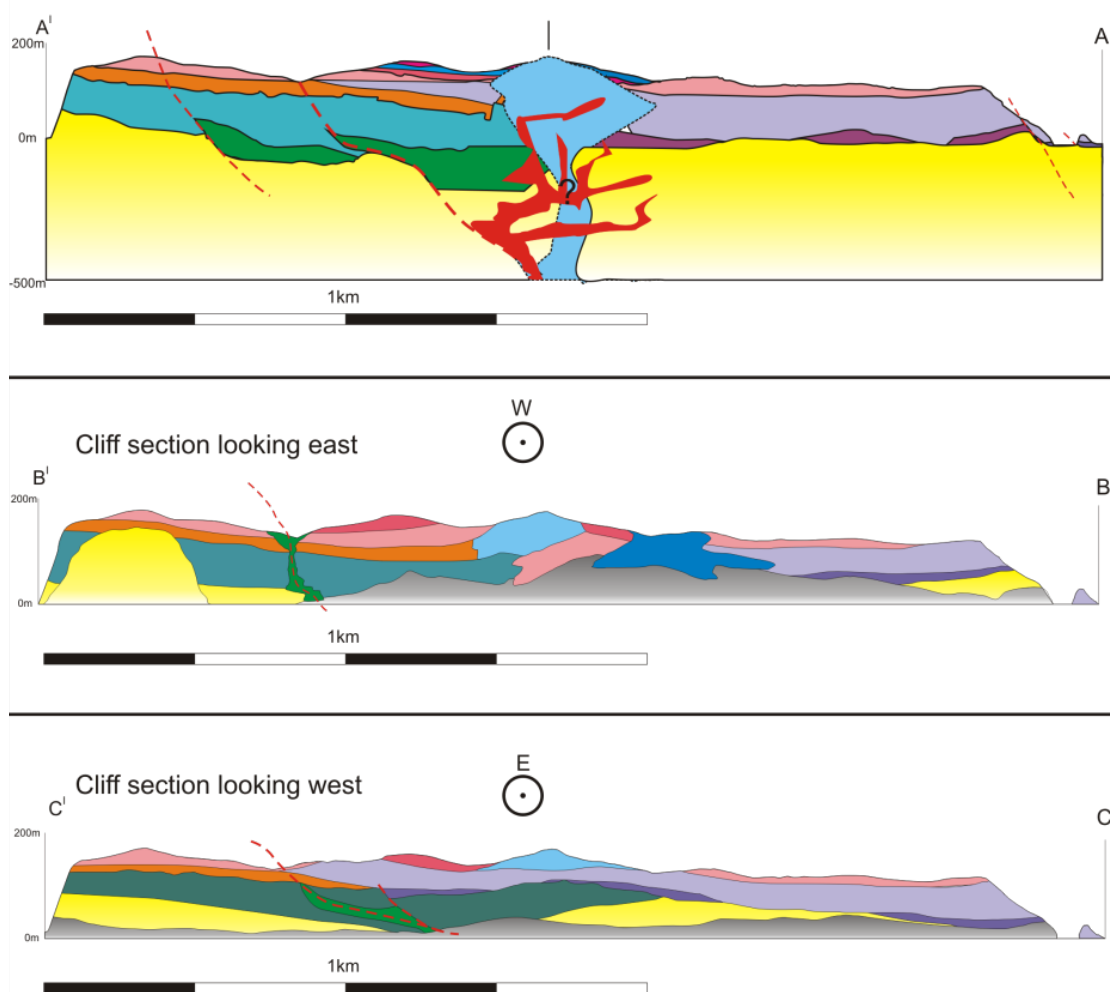 A' A
200m
0m
?
-500m
1km
W
Cliff section looking east
B' B
200m
0m
1km
E
Cliff section looking west
C' C
200m
0m
1km